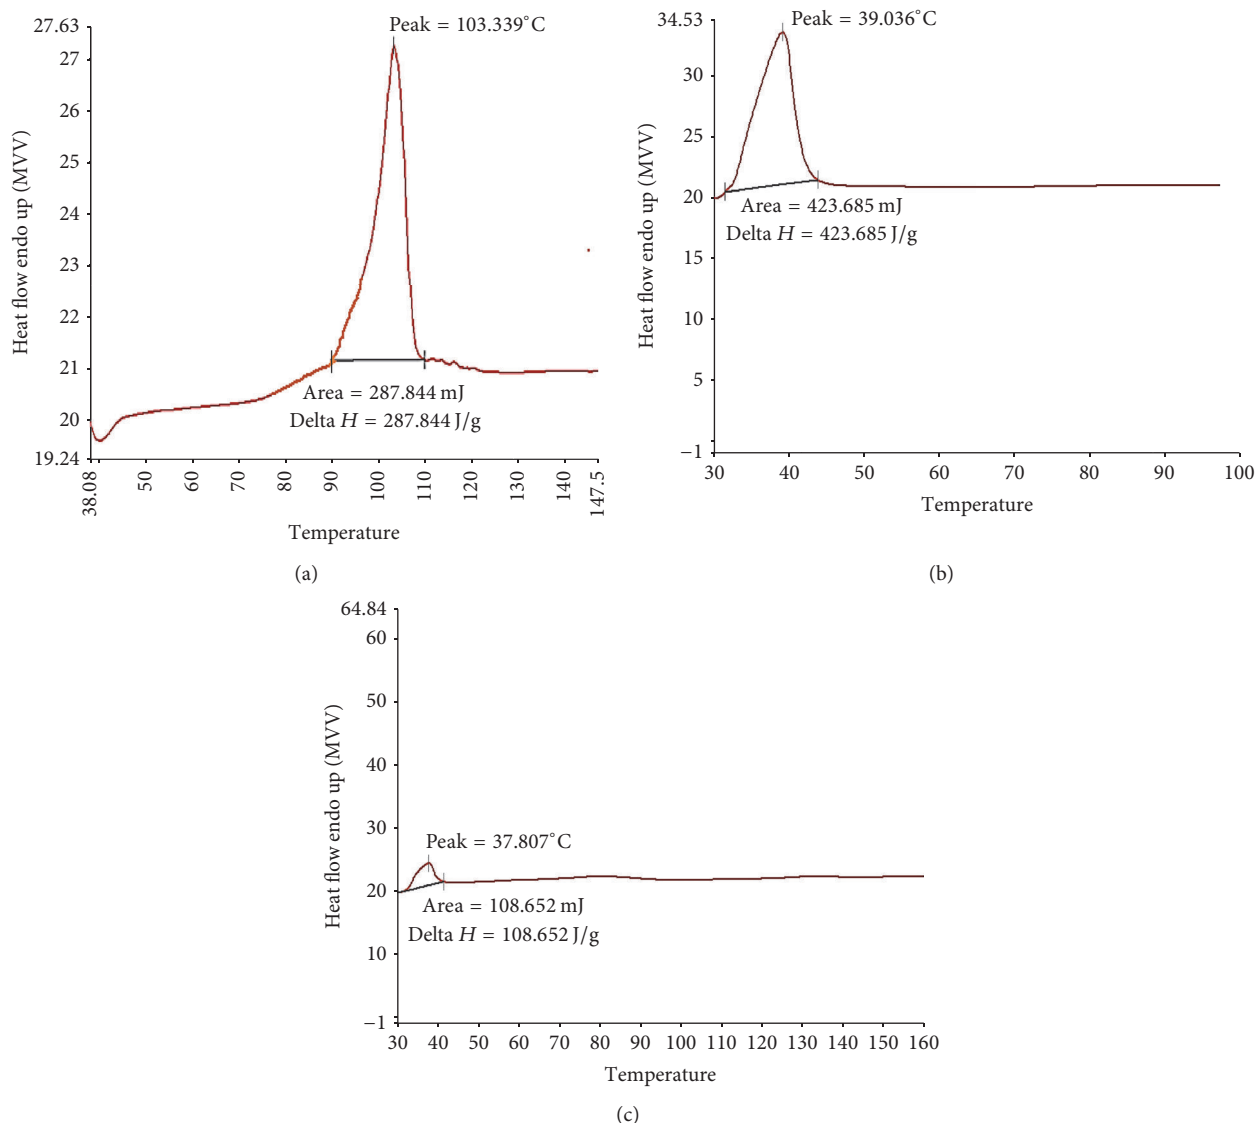 27.63
27
26
25
27
23
22
21
20
19.24
Heat flow endo up (MVV)
Peak = 103.339°C
Area = 287.844 mJ
Delta H = 287.844 J/g
38.08
50
60
70
80
90
100
110
120
130
140
147.5
Temperature
(a)
34.53
30
25
20
15
10
5
−1
Heat flow endo up (MVV)
Peak = 39.036°C
Area = 423.685 mJ
Delta H = 423.685 J/g
30 40 50 60 70 80 90 100
Temperature
(b)
64.84
60
50
40
30
20
10
−1
Heat flow endo up (MVV)
Peak = 37.807°C
Area = 108.652 mJ
Delta H = 108.652 J/g
30 40 50 60 70 80 90 100 110 120 130 140 150 160
Temperature
(c)